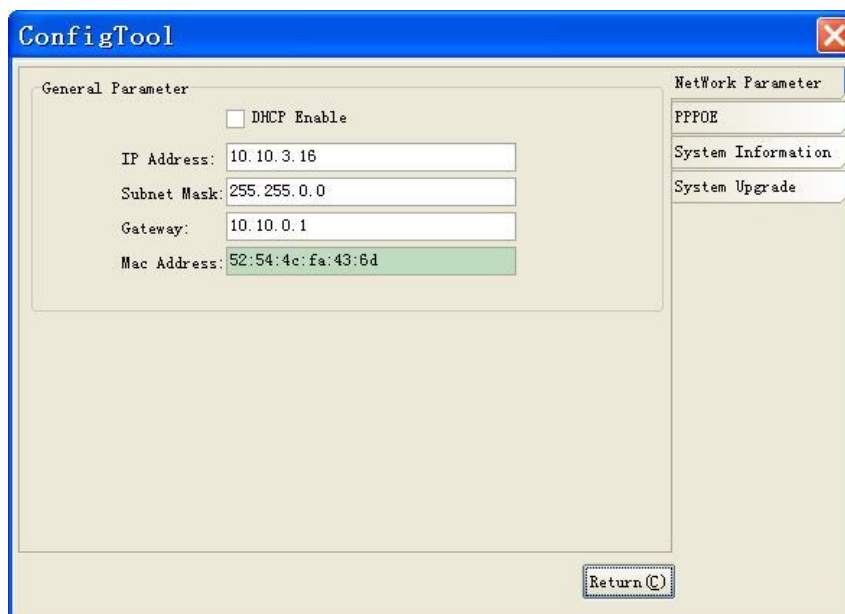 ConfigTool
General Parameter
DHCP Enable
IP Address: 10.10.3.16
Subnet Mask: 255.255.0.0
Gateway: 10.10.0.1
Mac Address: 52:54:4c:fa:43:6d
NetWork Parameter
PPPOE
System Information
System Upgrade
Return(C)